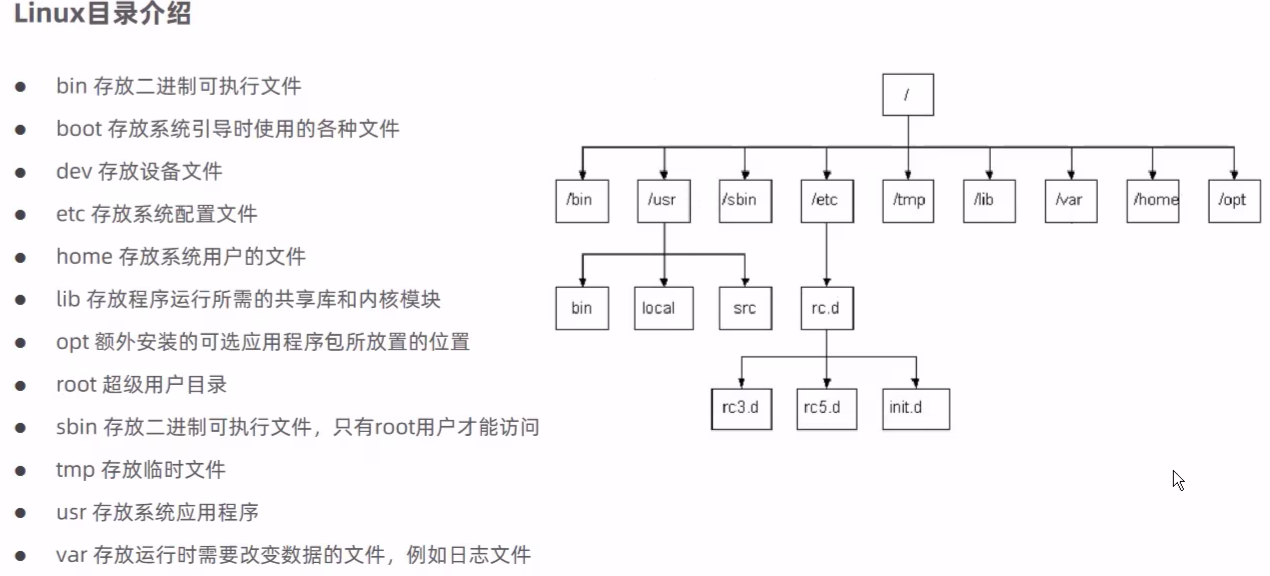 Linux目录介绍
bin 存放二进制可执行文件
boot 存放系统引导时使用的各种文件
dev 存放设备文件
etc 存放系统配置文件
home 存放系统用户的文件
lib 存放程序运行所需的共享库和内核模块
opt 额外安装的可选应用程序包所放置的位置
root 超级用户目录
sbin 存放二进制可执行文件，只有root用户才能访问
tmp 存放临时文件
usr 存放系统应用程序
var 存放运行时需要改变数据的文件，例如日志文件
/
/bin /usr /sbin /etc /tmp /lib /var /home /opt
bin local src rc.d
rc3.d rc5.d init.d